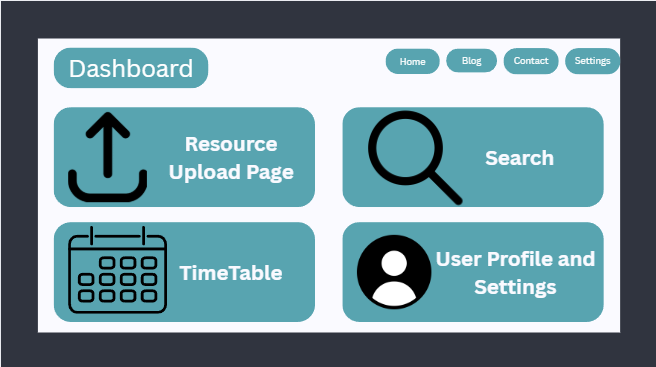 Dashboard
Home
Blog
Contact
Settings
Resource
Upload Page
Search
TimeTable
User Profile and
Settings